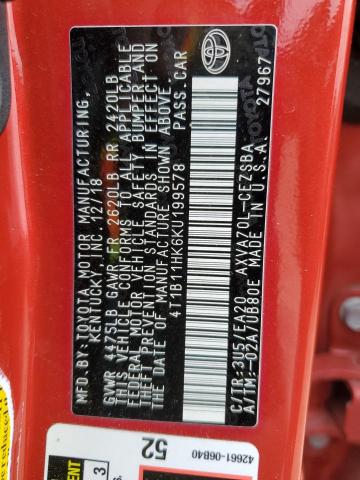 MFD. BY: TOYOTA MOTOR MANUFACTURING,
KENTUCKY, INC. 12/18
GVWR 4475LB GAWR FR 2620LB RR 2420LB
THIS VEHICLE CONFORMS TO ALL APPLICABLE
FEDERAL MOTOR VEHICLE SAFETY, BUMPER AND
THEFT PREVENTION STANDARDS IN EFFECT ON
THE DATE OF MANUFACTURE SHOWN ABOVE.
4T1B11HK6KU199578 PASS.CAR
C/TR:3U5/EA20 AXVA70L-CEZSBA
A/TM:-02A/UB80E MADE IN U.S.A. 27967
TOYOTA
52
42661-06B40
3